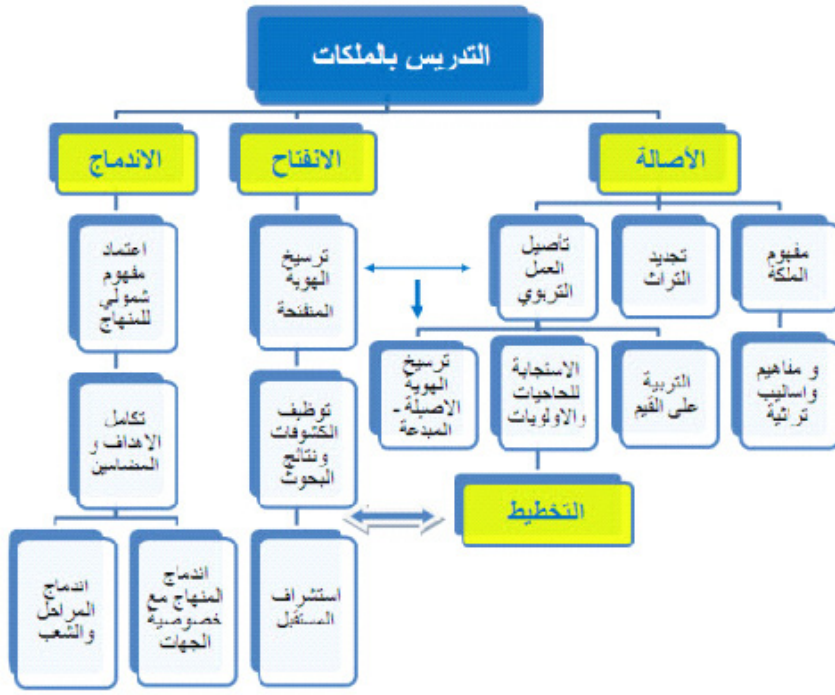 التدريس بالملكات
الأصالة
الانفتاح
الاندماج
مفهوم
الملكة
تجديد
التراث
تأصيل
العمل
التربوي
ترسيخ
الهوية
المنفتحة
اعتماد
مفهوم
شمولي
للمنهاج
و مفاهيم
واساليب
تراثية
التربية
على القيم
الاستجابة
للحاجيات
والاولويات
ترسيخ
الهوية
الاصيلة -
المبدعة
توظيف
الكشوفات
ونتائج
البحوث
تكامل
الاهداف و
المضامين
التخطيط
استشراف
المستقبل
اندماج
المنهاج مع
خصوصية
الجهات
اندماج
المراحل
والشعب